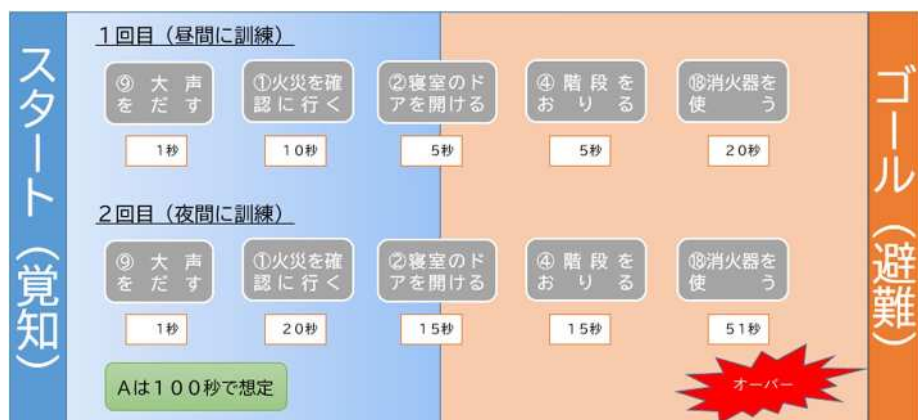 スタート（覚知）
１回目（昼間に訓練）
⑨ 大 声
を だ す
①火災を確
認に行く
②寝室のド
アを開ける
④ 階 段 を
お り る
⑱消火器を
使 う
１秒
１０秒
５秒
５秒
２０秒
２回目（夜間に訓練）
⑨ 大 声
を だ す
①火災を確
認に行く
②寝室のド
アを開ける
④ 階 段 を
お り る
⑱消火器を
使 う
１秒
２０秒
１５秒
１５秒
５１秒
Aは１００秒で想定
オーバー
ゴール（避難）